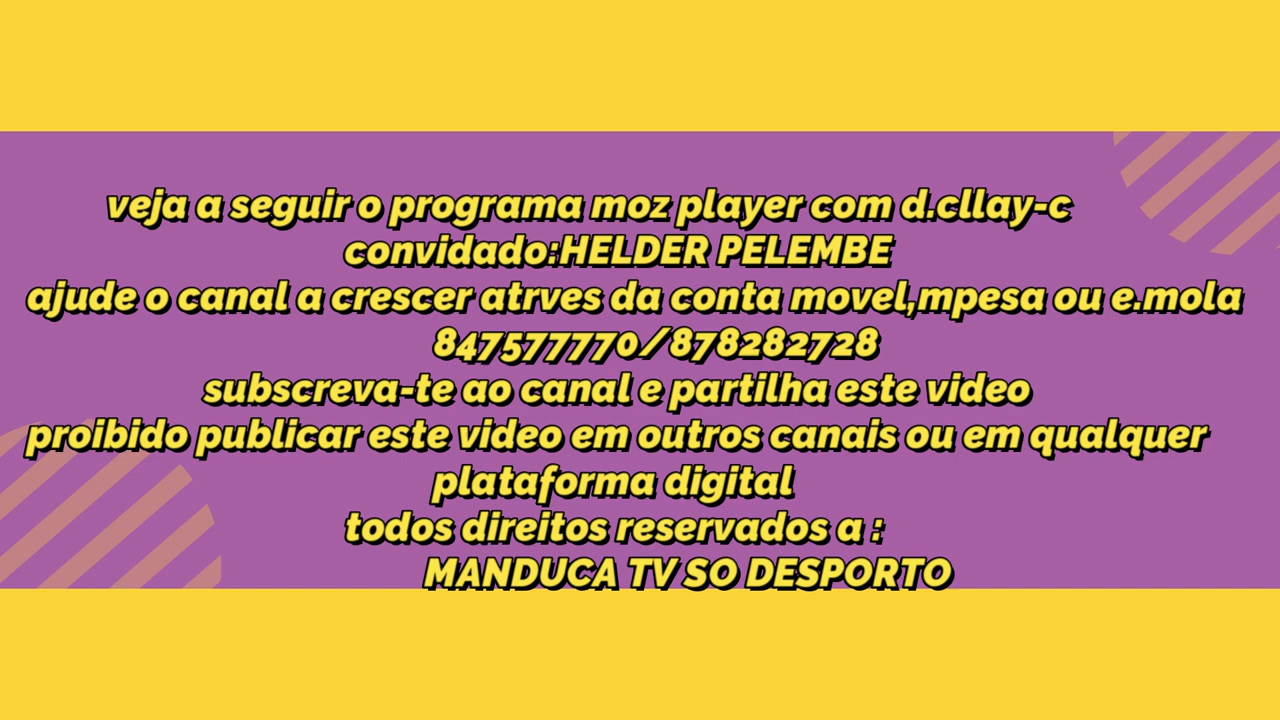 veja a seguir o programa moz player com d.cllay-c
convidado:HELDER PELEMBE
ajude o canal a crescer atrves da conta movel,mpesa ou e.mola
847577770/878282728
subscreva-te ao canal e partilha este video
proibido publicar este video em outros canais ou em qualquer
plataforma digital
todos direitos reservados a :
MANDUCA TV SO DESPORTO